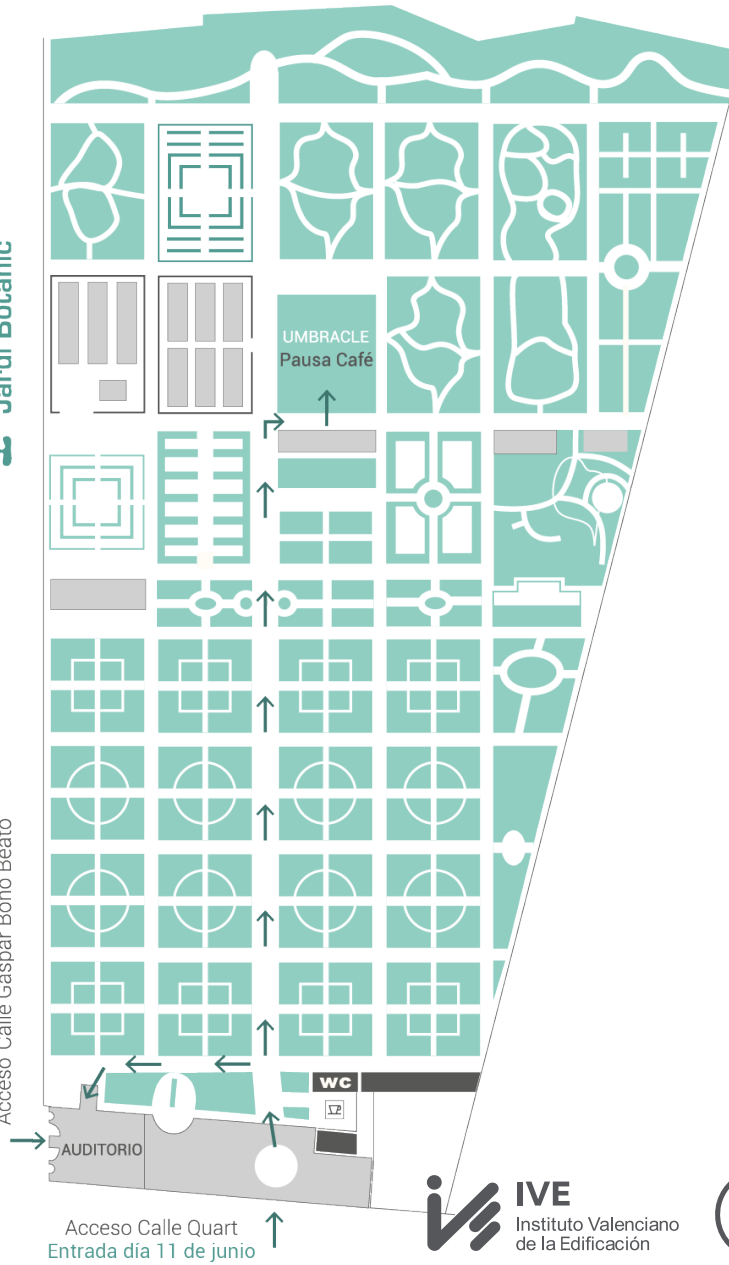 Jardí Botànic
UMBRACLE
Pausa Café
Acceso Calle Gaspar Bono Beato
WC
AUDITORIO
Acceso Calle Quart
Entrada día 11 de junio
IVE
Instituto Valenciano
de la Edificación